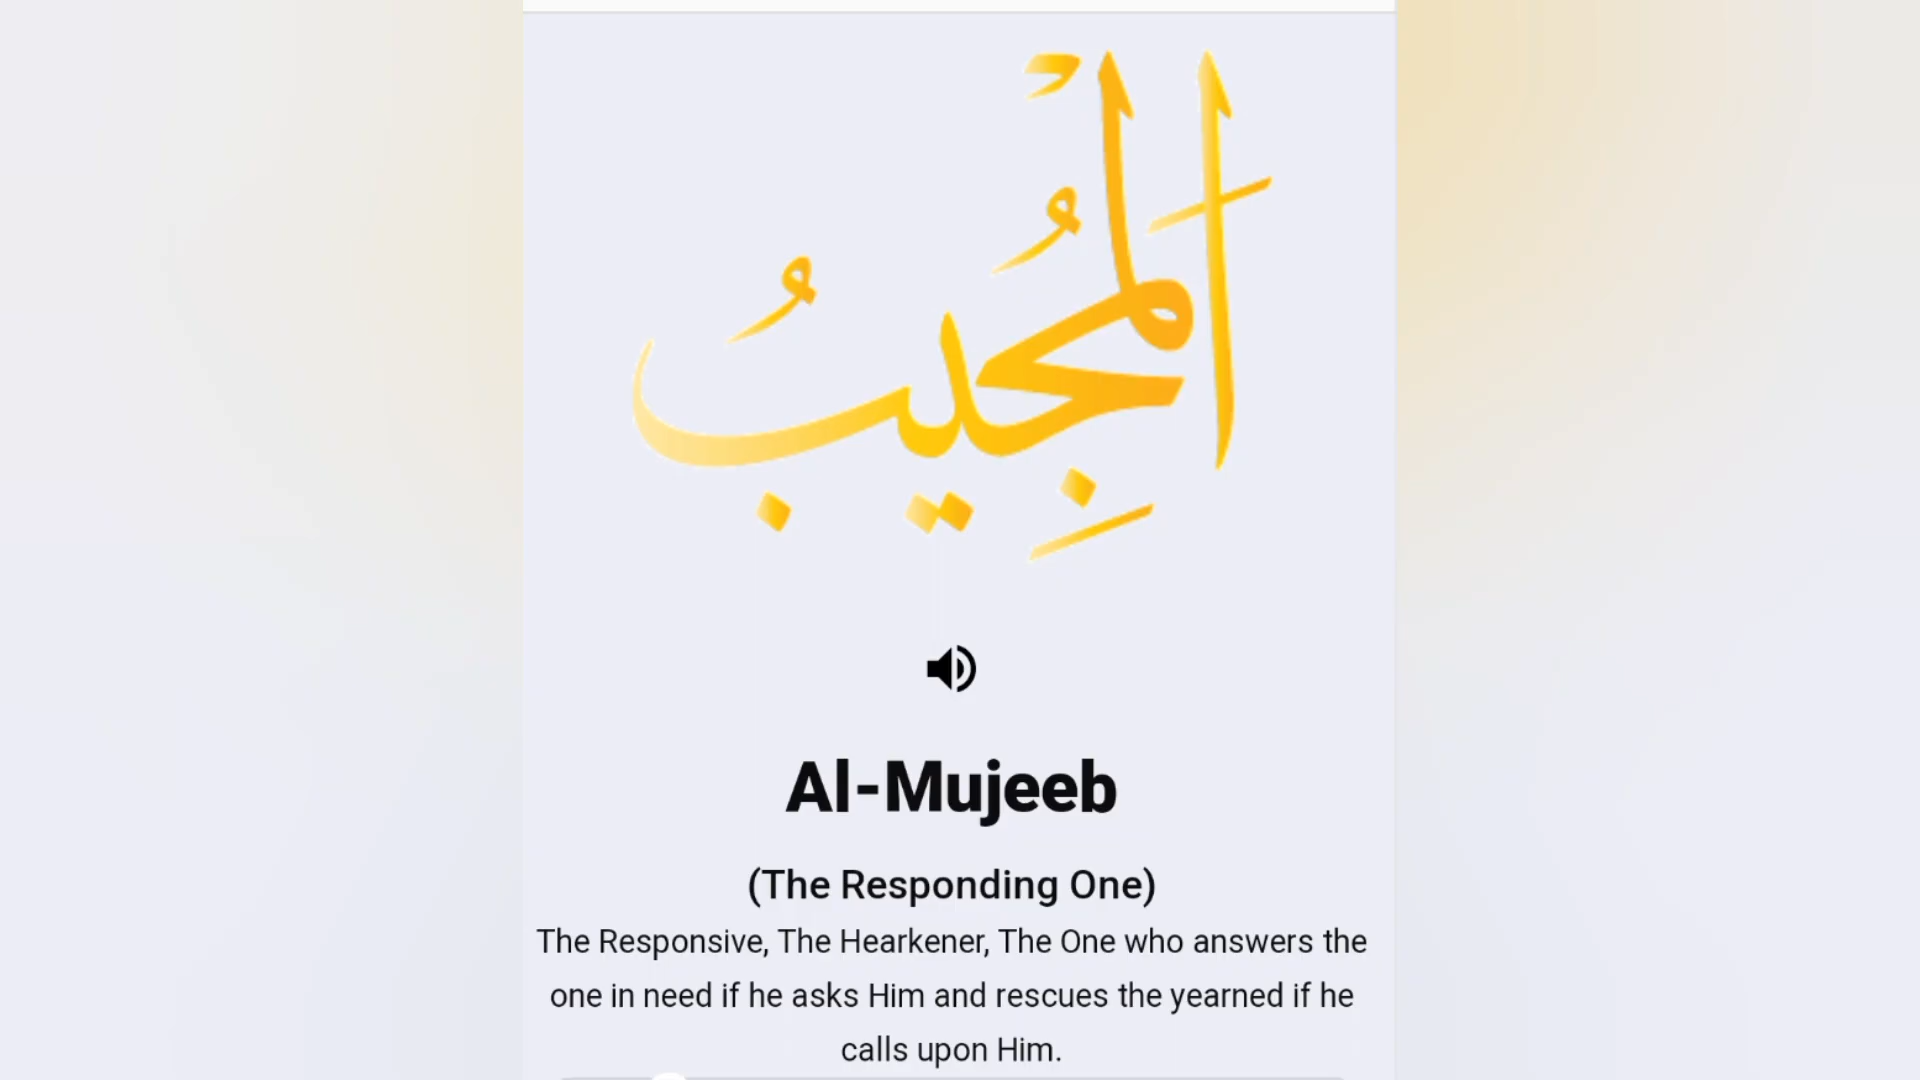 الْمُجِيبُ
Al-Mujeeb
(The Responding One)
The Responsive, The Hearkener, The One who answers the
one in need if he asks Him and rescues the yearned if he
calls upon Him.